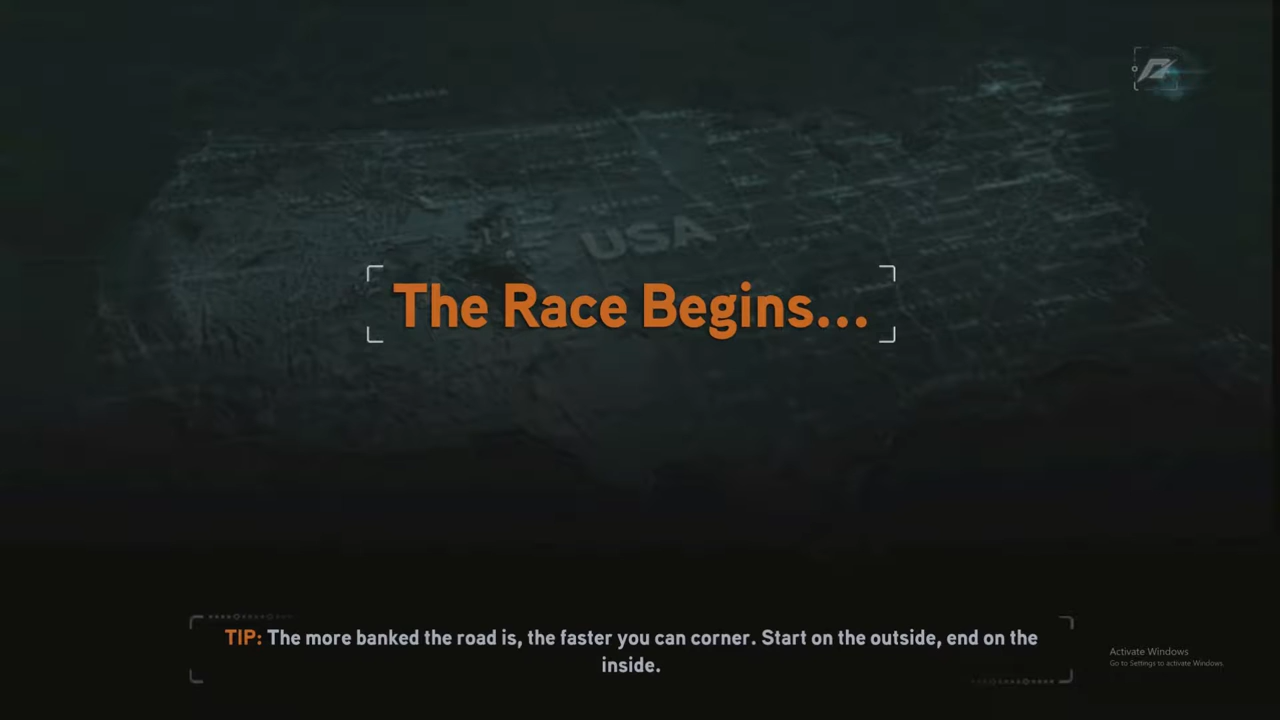 CANADA
USA
The Race Begins...
TIP: The more banked the road is, the faster you can corner. Start on the outside, end on the
inside.
Activate Windows
Go to Settings to activate Windows.